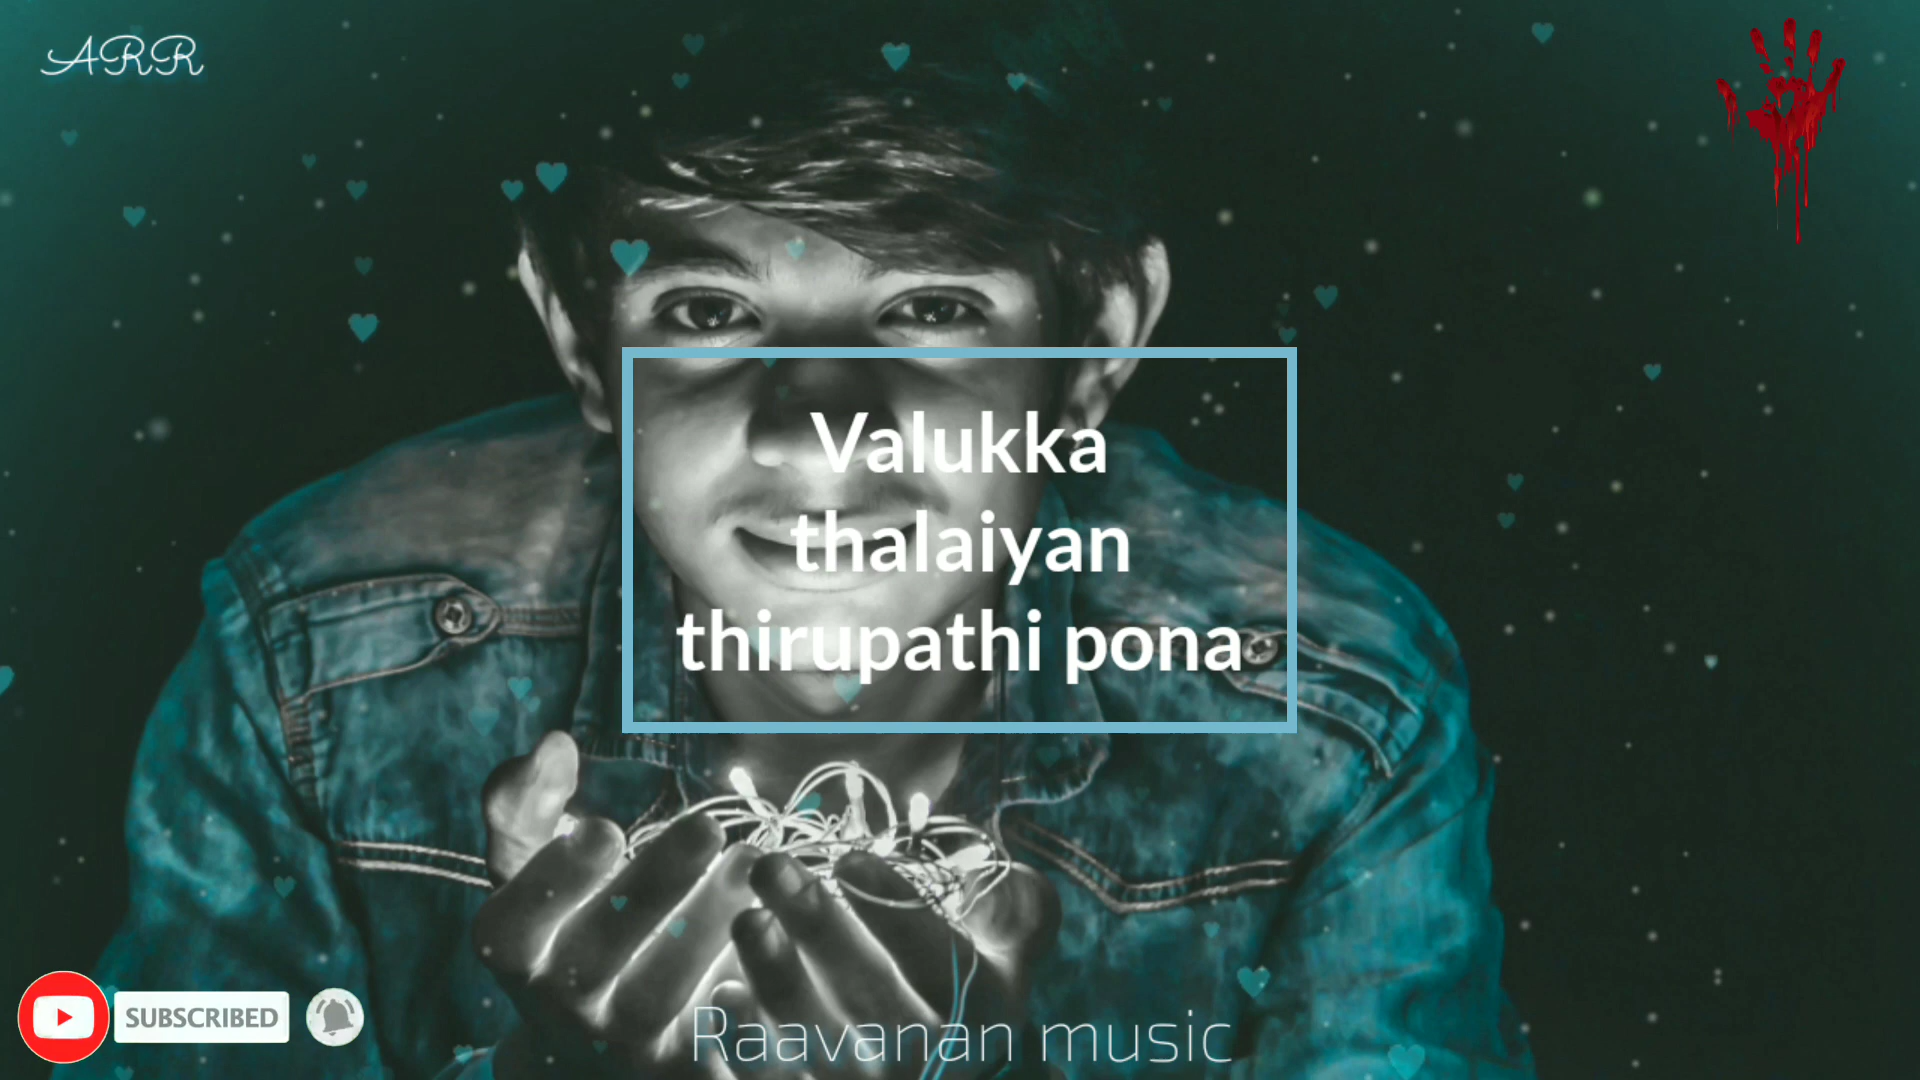 ARR
Valukka
thalaiyan
thirupathi pona
SUBSCRIBED
Raavanan music